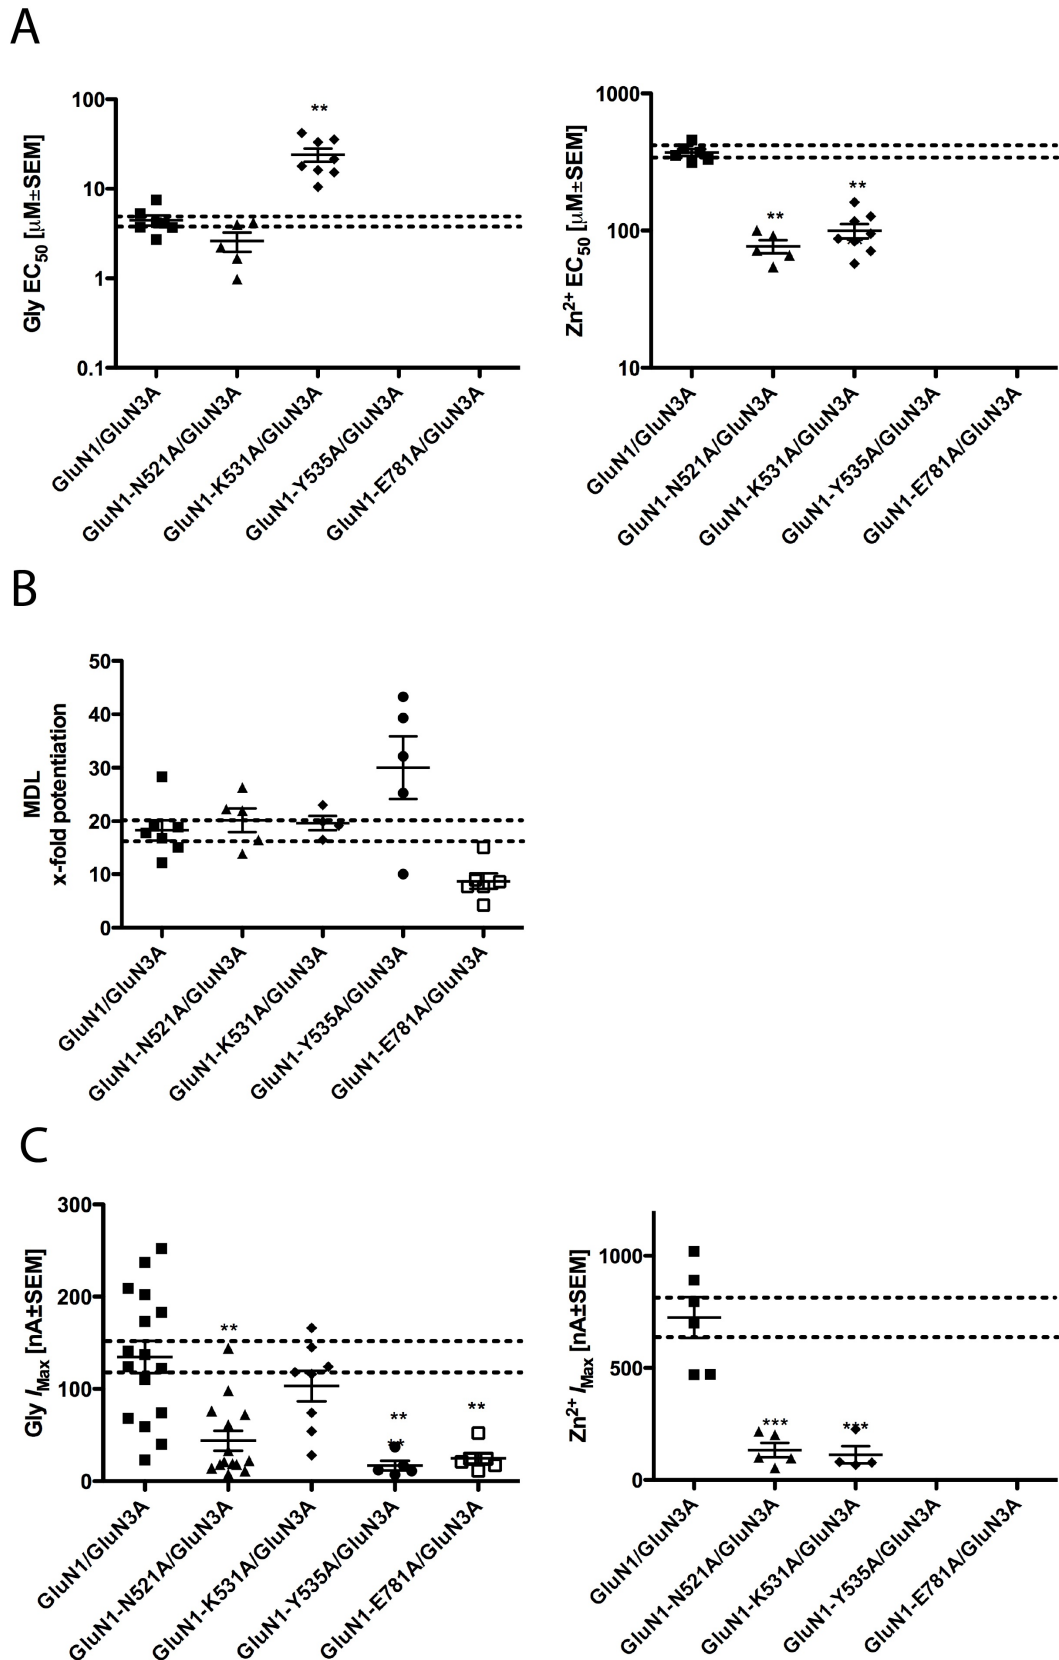 A
Gly EC50 [μM±SEM]
100
10
1
0.1
**
GluN1/GluN3A
GluN1-N521A/GluN3A
GluN1-K531A/GluN3A
GluN1-Y535A/GluN3A
GluN1-E781A/GluN3A
Zn2+ EC50 [μM±SEM]
1000
100
10
**
**
GluN1/GluN3A
GluN1-N521A/GluN3A
GluN1-K531A/GluN3A
GluN1-Y535A/GluN3A
GluN1-E781A/GluN3A
B
MDL
x-fold potentiation
50
40
30
20
10
0
GluN1/GluN3A
GluN1-N521A/GluN3A
GluN1-K531A/GluN3A
GluN1-Y535A/GluN3A
GluN1-E781A/GluN3A
C
Gly IMax [nA±SEM]
300
200
100
0
**
**
**
**
GluN1/GluN3A
GluN1-N521A/GluN3A
GluN1-K531A/GluN3A
GluN1-Y535A/GluN3A
GluN1-E781A/GluN3A
Zn2+ IMax [nA±SEM]
1000
500
0
***
***
GluN1/GluN3A
GluN1-N521A/GluN3A
GluN1-K531A/GluN3A
GluN1-Y535A/GluN3A
GluN1-E781A/GluN3A